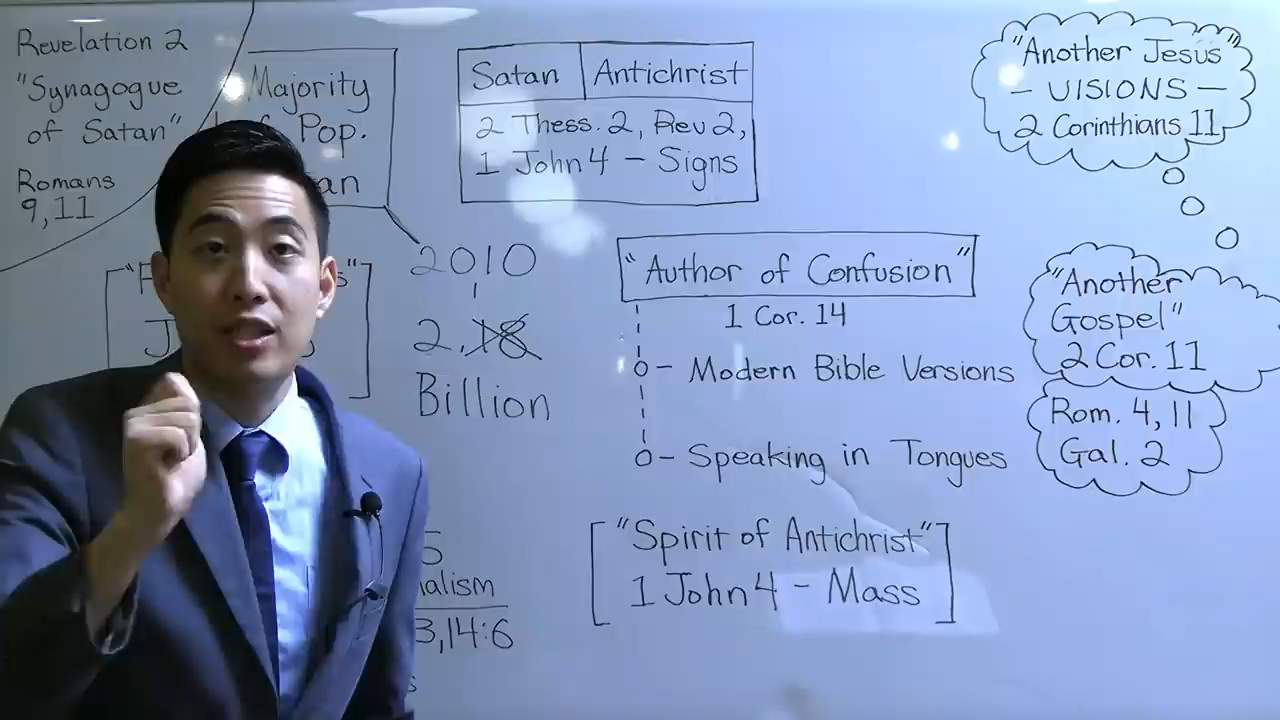 Revelation 2
"Synagogue
of Satan"
Romans
9,11
Majority
Pop.
Satan | Antichrist
2 Thess. 2, Rev 2,
1 John 4 – Signs
"Another Jesus"
– VISIONS –
2 Corinthians 11
2010
2.18
Billion
"Author of Confusion"
1 Cor. 14
Modern Bible Versions
Speaking in Tongues
"Another
Gospel"
2 Cor. 11
Rom. 4, 11
Gal. 2
"Spirit of Antichrist"
1 John 4 – Mass
3,14:6